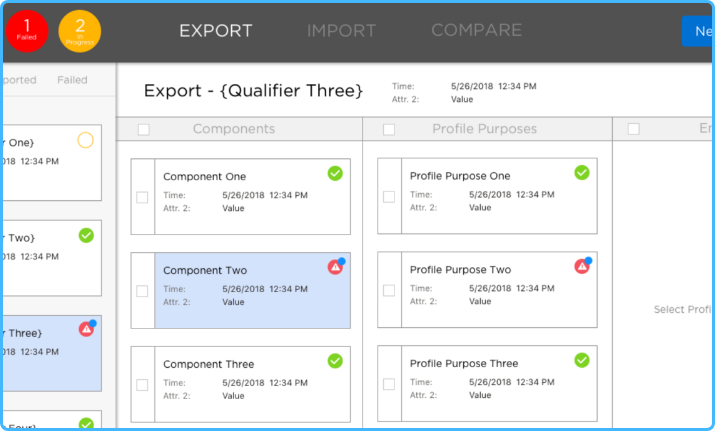 1
Failed
2
In
Progress
EXPORT
IMPORT
COMPARE
Ne
ported
Failed
Export - {Qualifier Three}
Time: 5/26/2018 12:34 PM
Attr. 2: Value
Components
Profile Purposes
En
r One}
018 12:34 PM
r Two}
018 12:34 PM
r Three}
018 12:34 PM
r Four}
Component One
Time: 5/26/2018 12:34 PM
Attr. 2: Value
Component Two
Time: 5/26/2018 12:34 PM
Attr. 2: Value
Component Three
Time: 5/26/2018 12:34 PM
Attr. 2: Value
Profile Purpose One
Time: 5/26/2018 12:34 PM
Attr. 2: Value
Profile Purpose Two
Time: 5/26/2018 12:34 PM
Attr. 2: Value
Profile Purpose Three
Time: 5/26/2018 12:34 PM
Attr. 2: Value
Select Profi